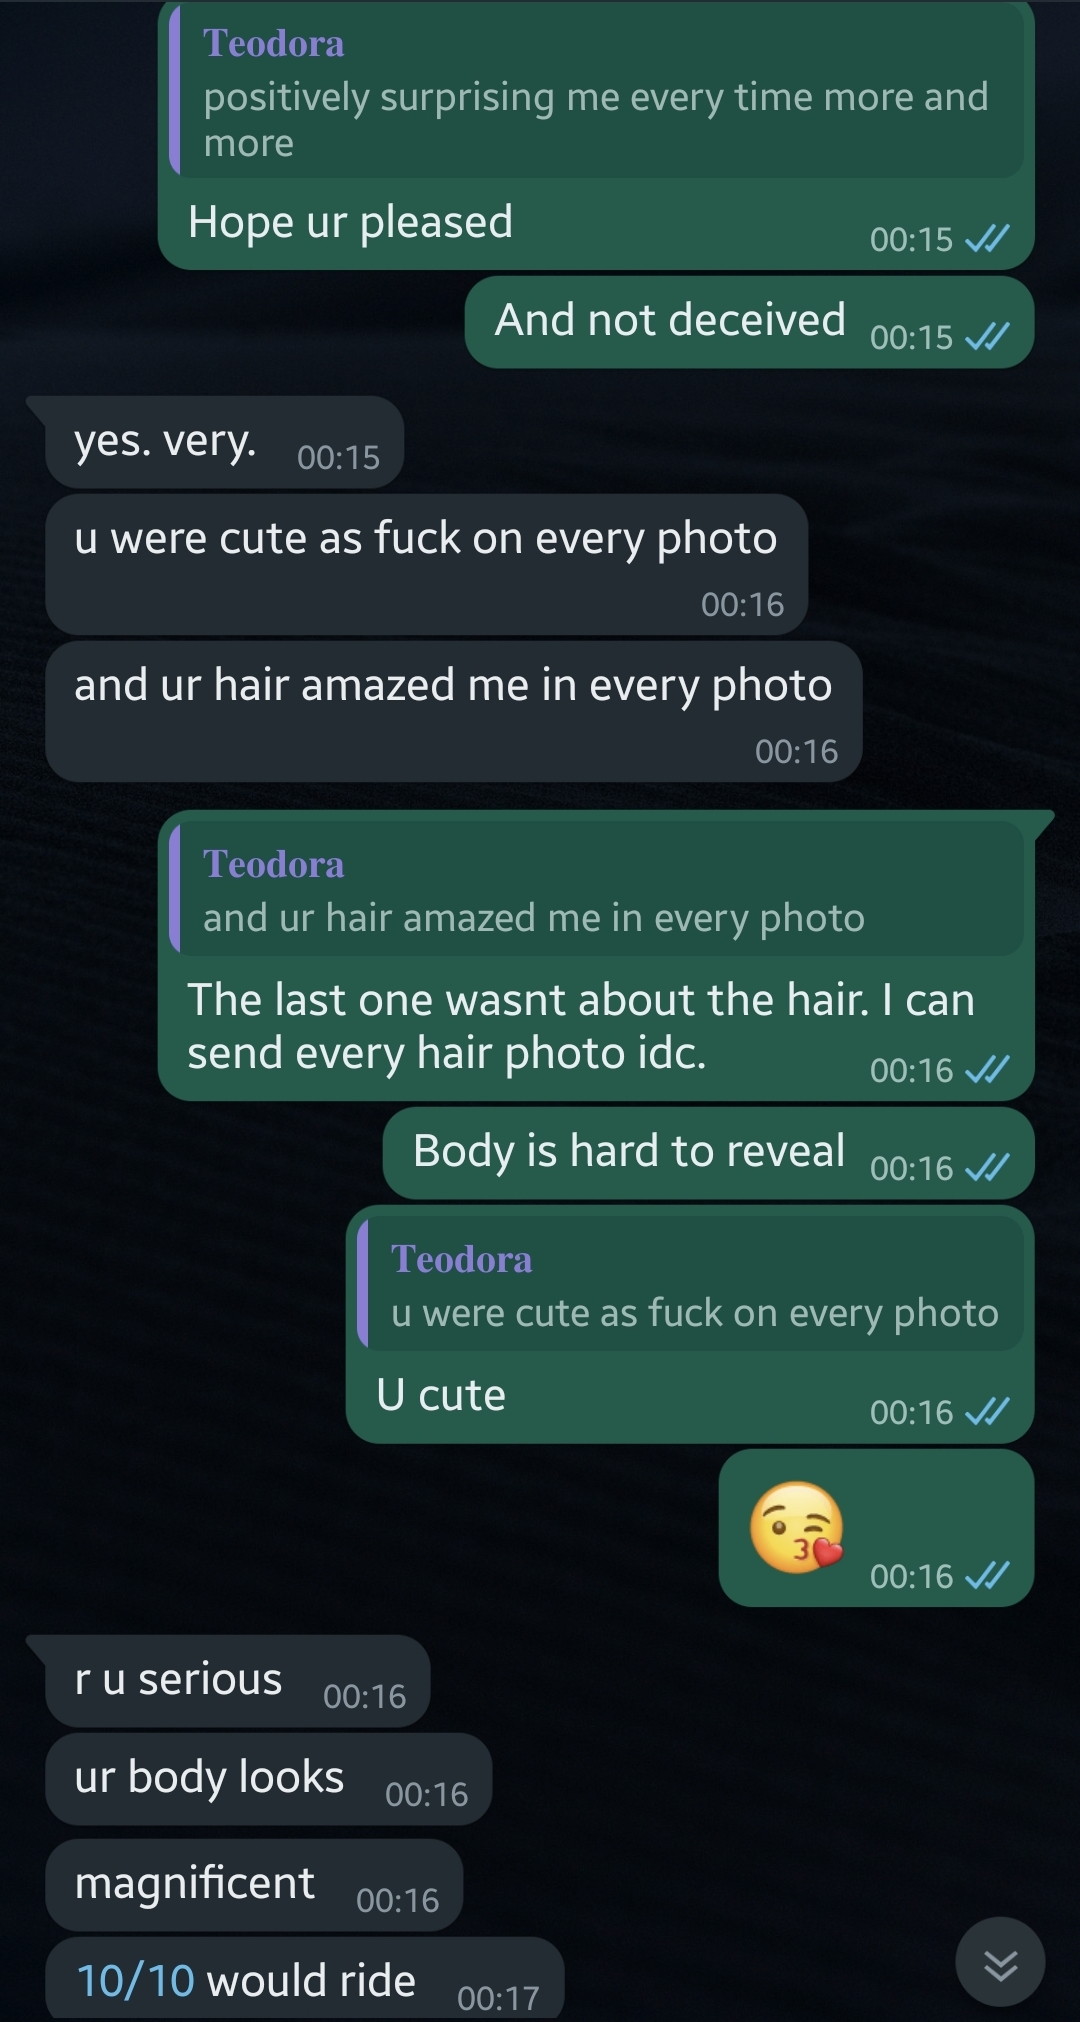 Teodora
positively surprising me every time more and
more
Hope ur pleased
00:15
And not deceived
00:15
yes. very.
00:15
u were cute as fuck on every photo
00:16
and ur hair amazed me in every photo
00:16
Teodora
and ur hair amazed me in every photo
The last one wasnt about the hair. I can
send every hair photo idc.
00:16
Body is hard to reveal
00:16
Teodora
u were cute as fuck on every photo
U cute
00:16
😘
00:16
r u serious
00:16
ur body looks
00:16
magnificent
00:16
10/10 would ride
00:17